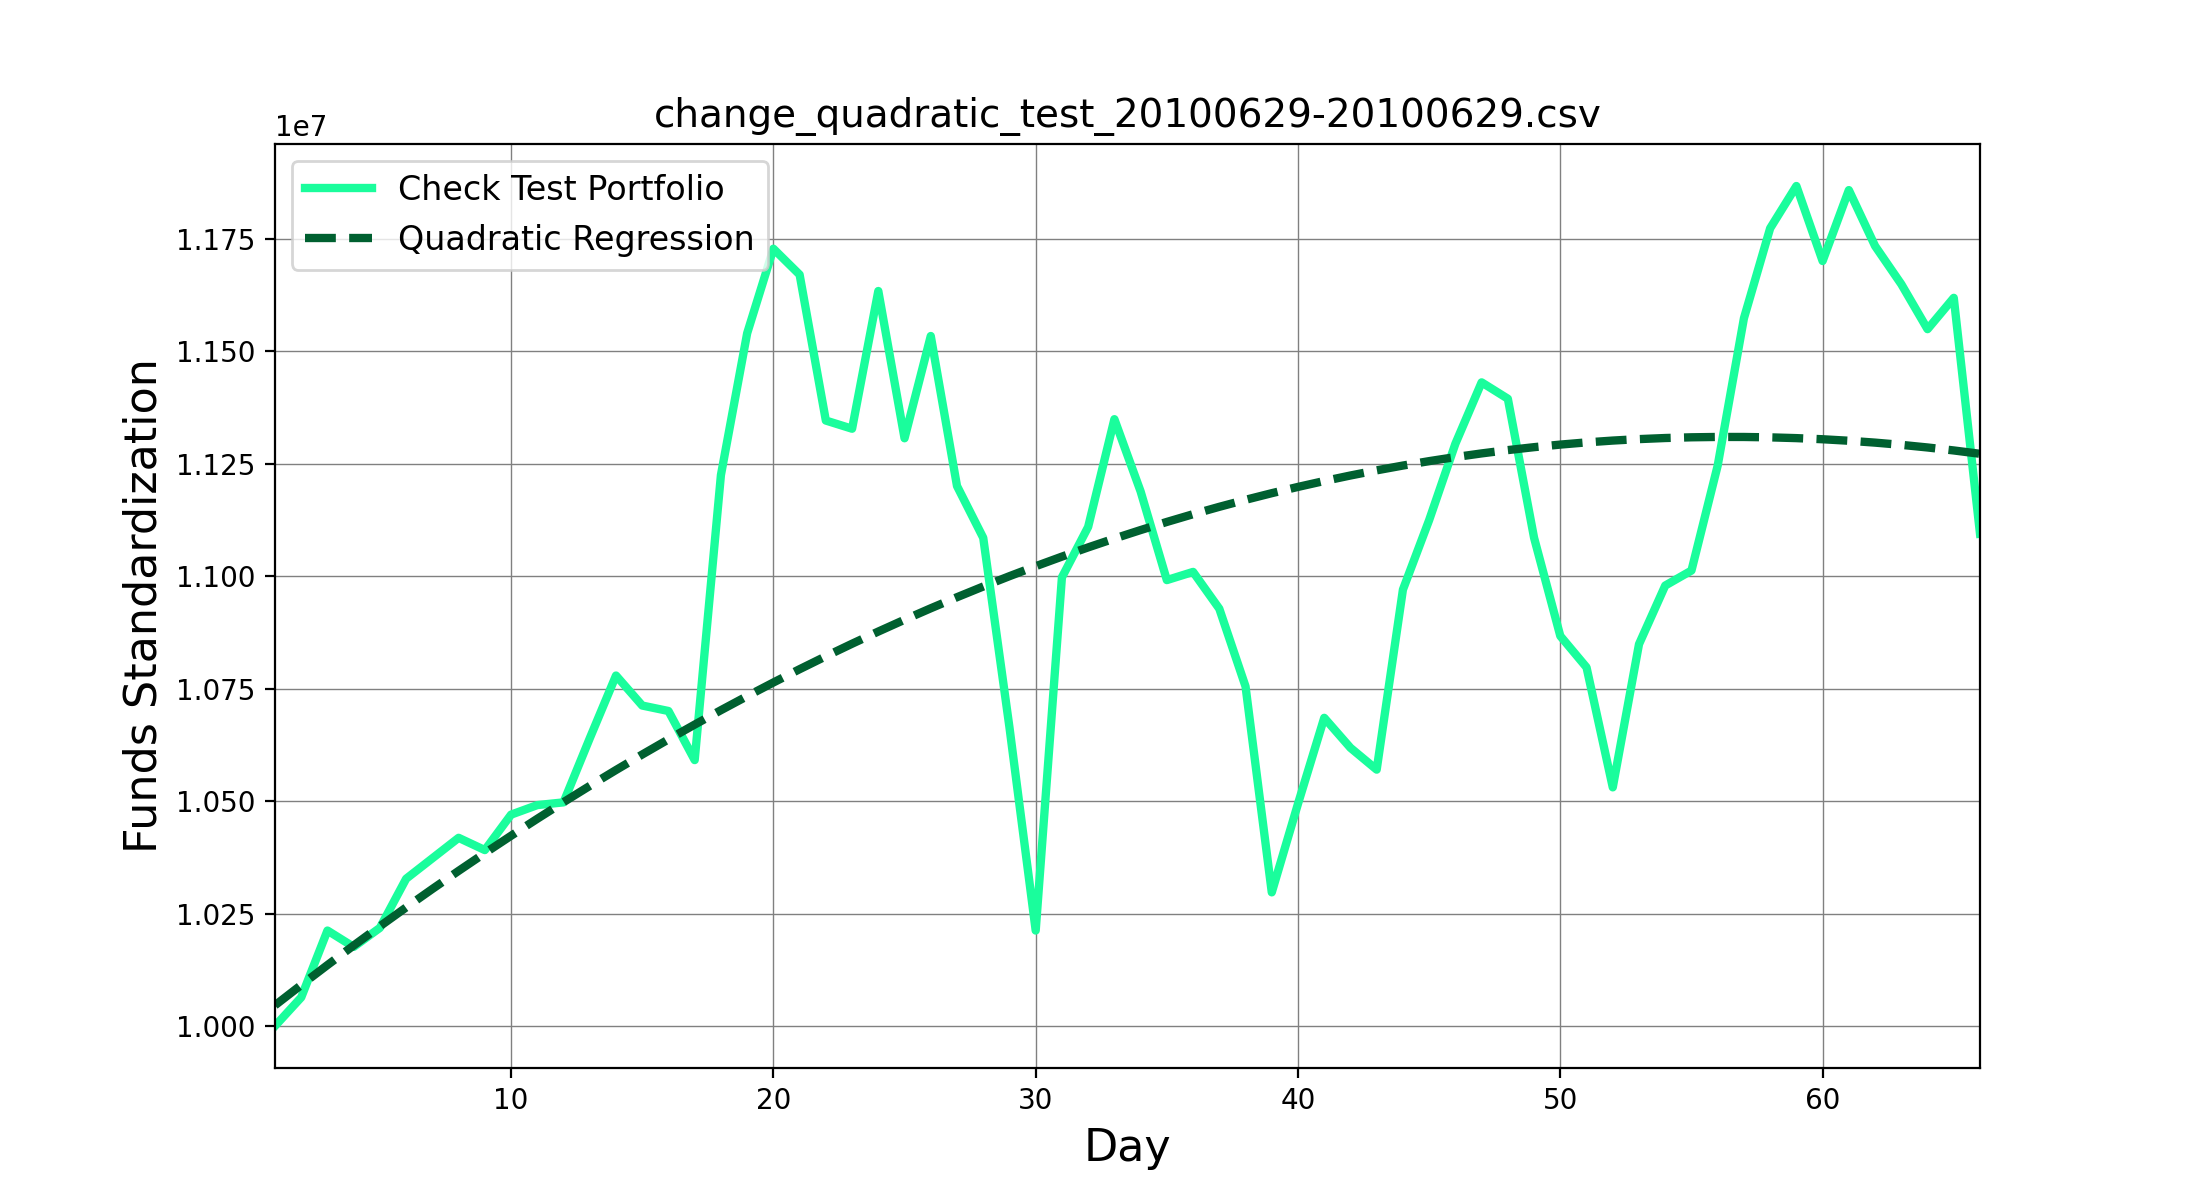 change_quadratic_test_20100629-20100629.csv
1e7
Check Test Portfolio
Quadratic Regression
Funds Standardization
1.175
1.150
1.125
1.100
1.075
1.050
1.025
1.000
10 20 30 40 50 60
Day